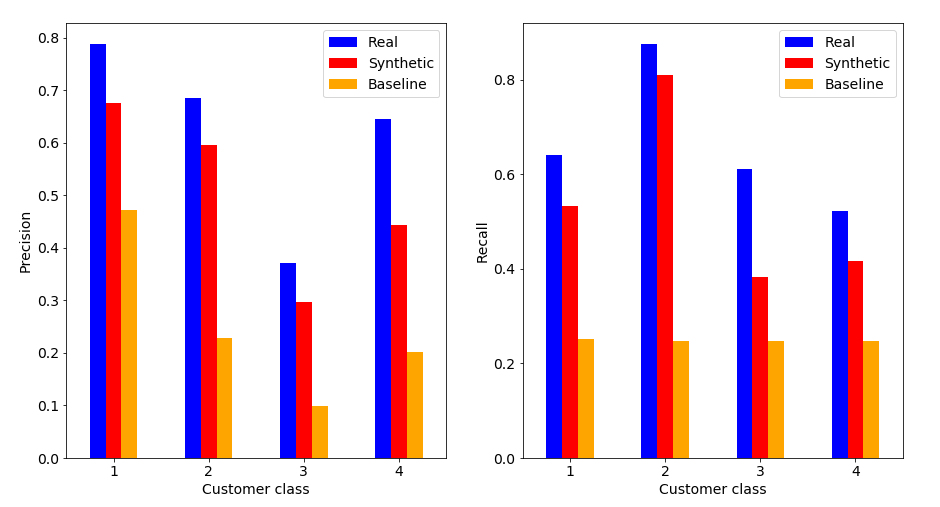 0.8
0.7
0.6
0.5
0.4
0.3
0.2
0.1
0.0
Precision
1 2 3 4
Customer class
Real
Synthetic
Baseline
0.8
0.6
0.4
0.2
0.0
Recall
1 2 3 4
Customer class
Real
Synthetic
Baseline